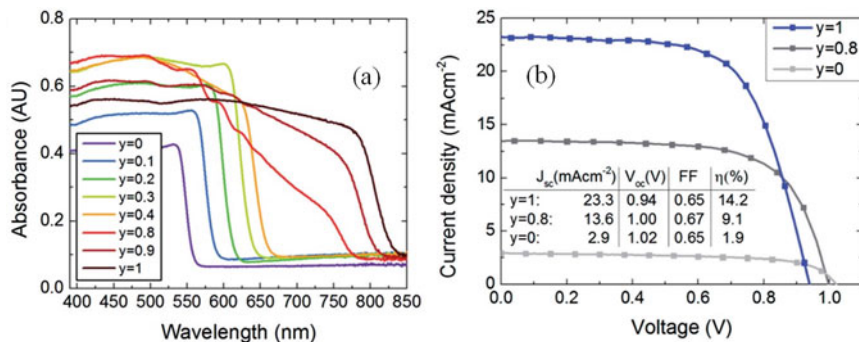 0.8
0.6
0.4
0.2
0.0
Absorbance (AU)
(a)
y=0
y=0.1
y=0.2
y=0.3
y=0.4
y=0.8
y=0.9
y=1
400 450 500 550 600 650 700 750 800 850
Wavelength (nm)
25
20
15
10
5
0
Current density (mAcm-2)
(b)
y=1
y=0.8
y=0
Jsc(mAcm-2) Voc(V) FF η(%)
y=1: 23.3 0.94 0.65 14.2
y=0.8: 13.6 1.00 0.67 9.1
y=0: 2.9 1.02 0.65 1.9
0.0 0.2 0.4 0.6 0.8 1.0
Voltage (V)